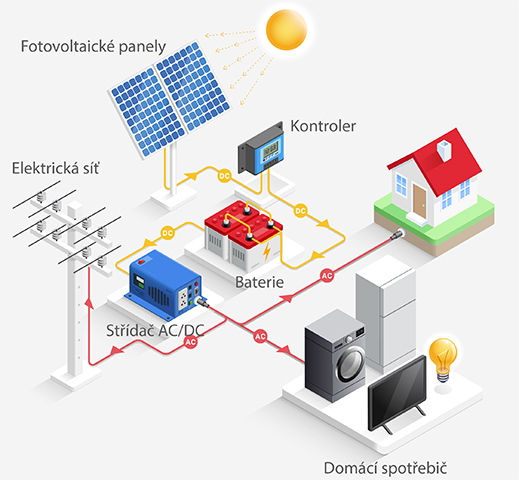 Fotovoltaické panely
Kontroler
Elektrická síť
DC
DC
DC
Baterie
AC
Střídač AC/DC
AC
AC
Domácí spotřebič